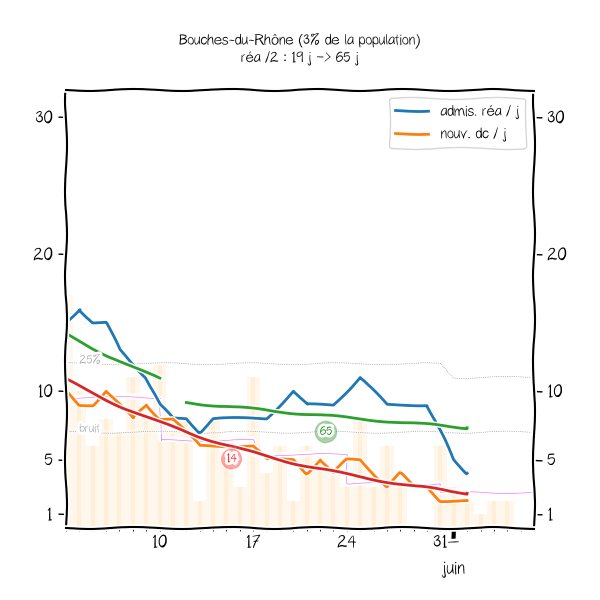 Bouches-du-Rhône (3% de la population)
réa /2 : 19 j -> 65 j
admis. réa / j
nouv. dc / j
30
30
20
20
25%
10
10
bruit
65
14
5
5
1
1
10
17
24
31
juin